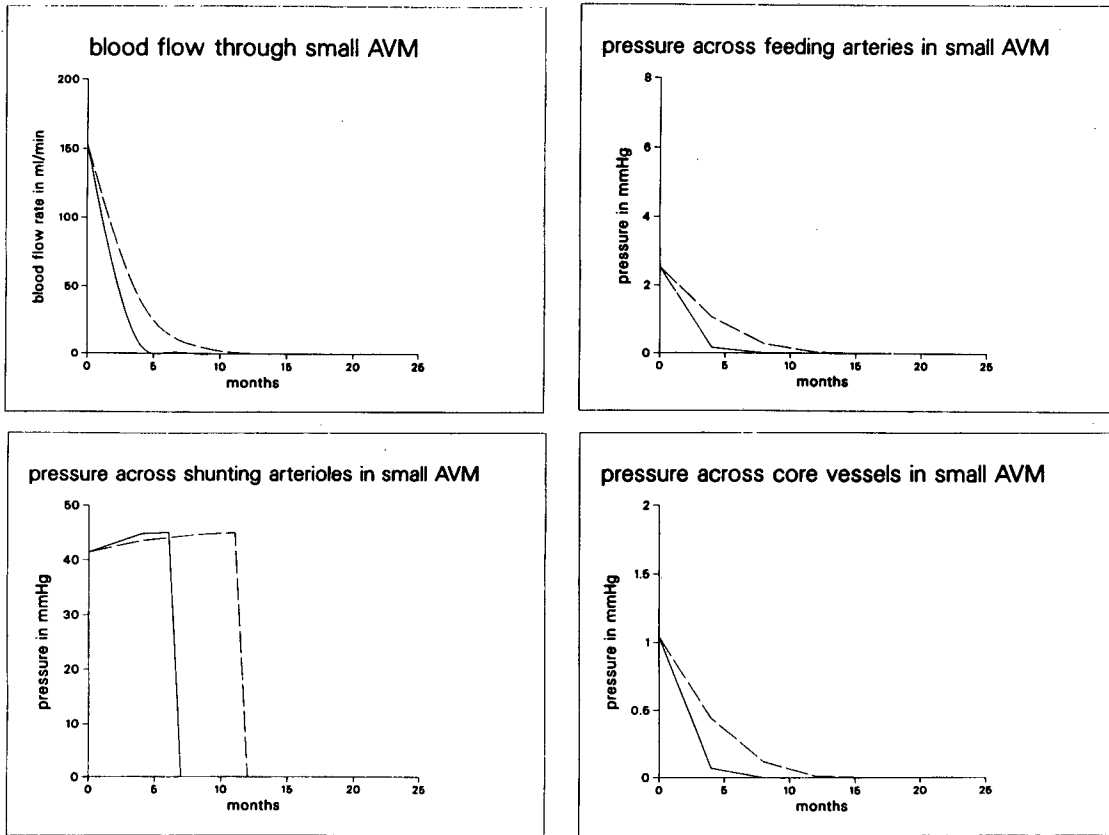 blood flow through small AVM
200
150
100
50
0
blood flow rate in ml/min
0 5 10 15 20 25
months
pressure across feeding arteries in small AVM
8
6
4
2
0
pressure in mmHg
0 5 10 15 20 25
months
pressure across shunting arterioles in small AVM
50
40
30
20
10
0
pressure in mmHg
0 5 10 15 20 25
months
pressure across core vessels in small AVM
2
1.5
1
0.5
0
pressure in mmHg
0 5 10 15 20 25
months